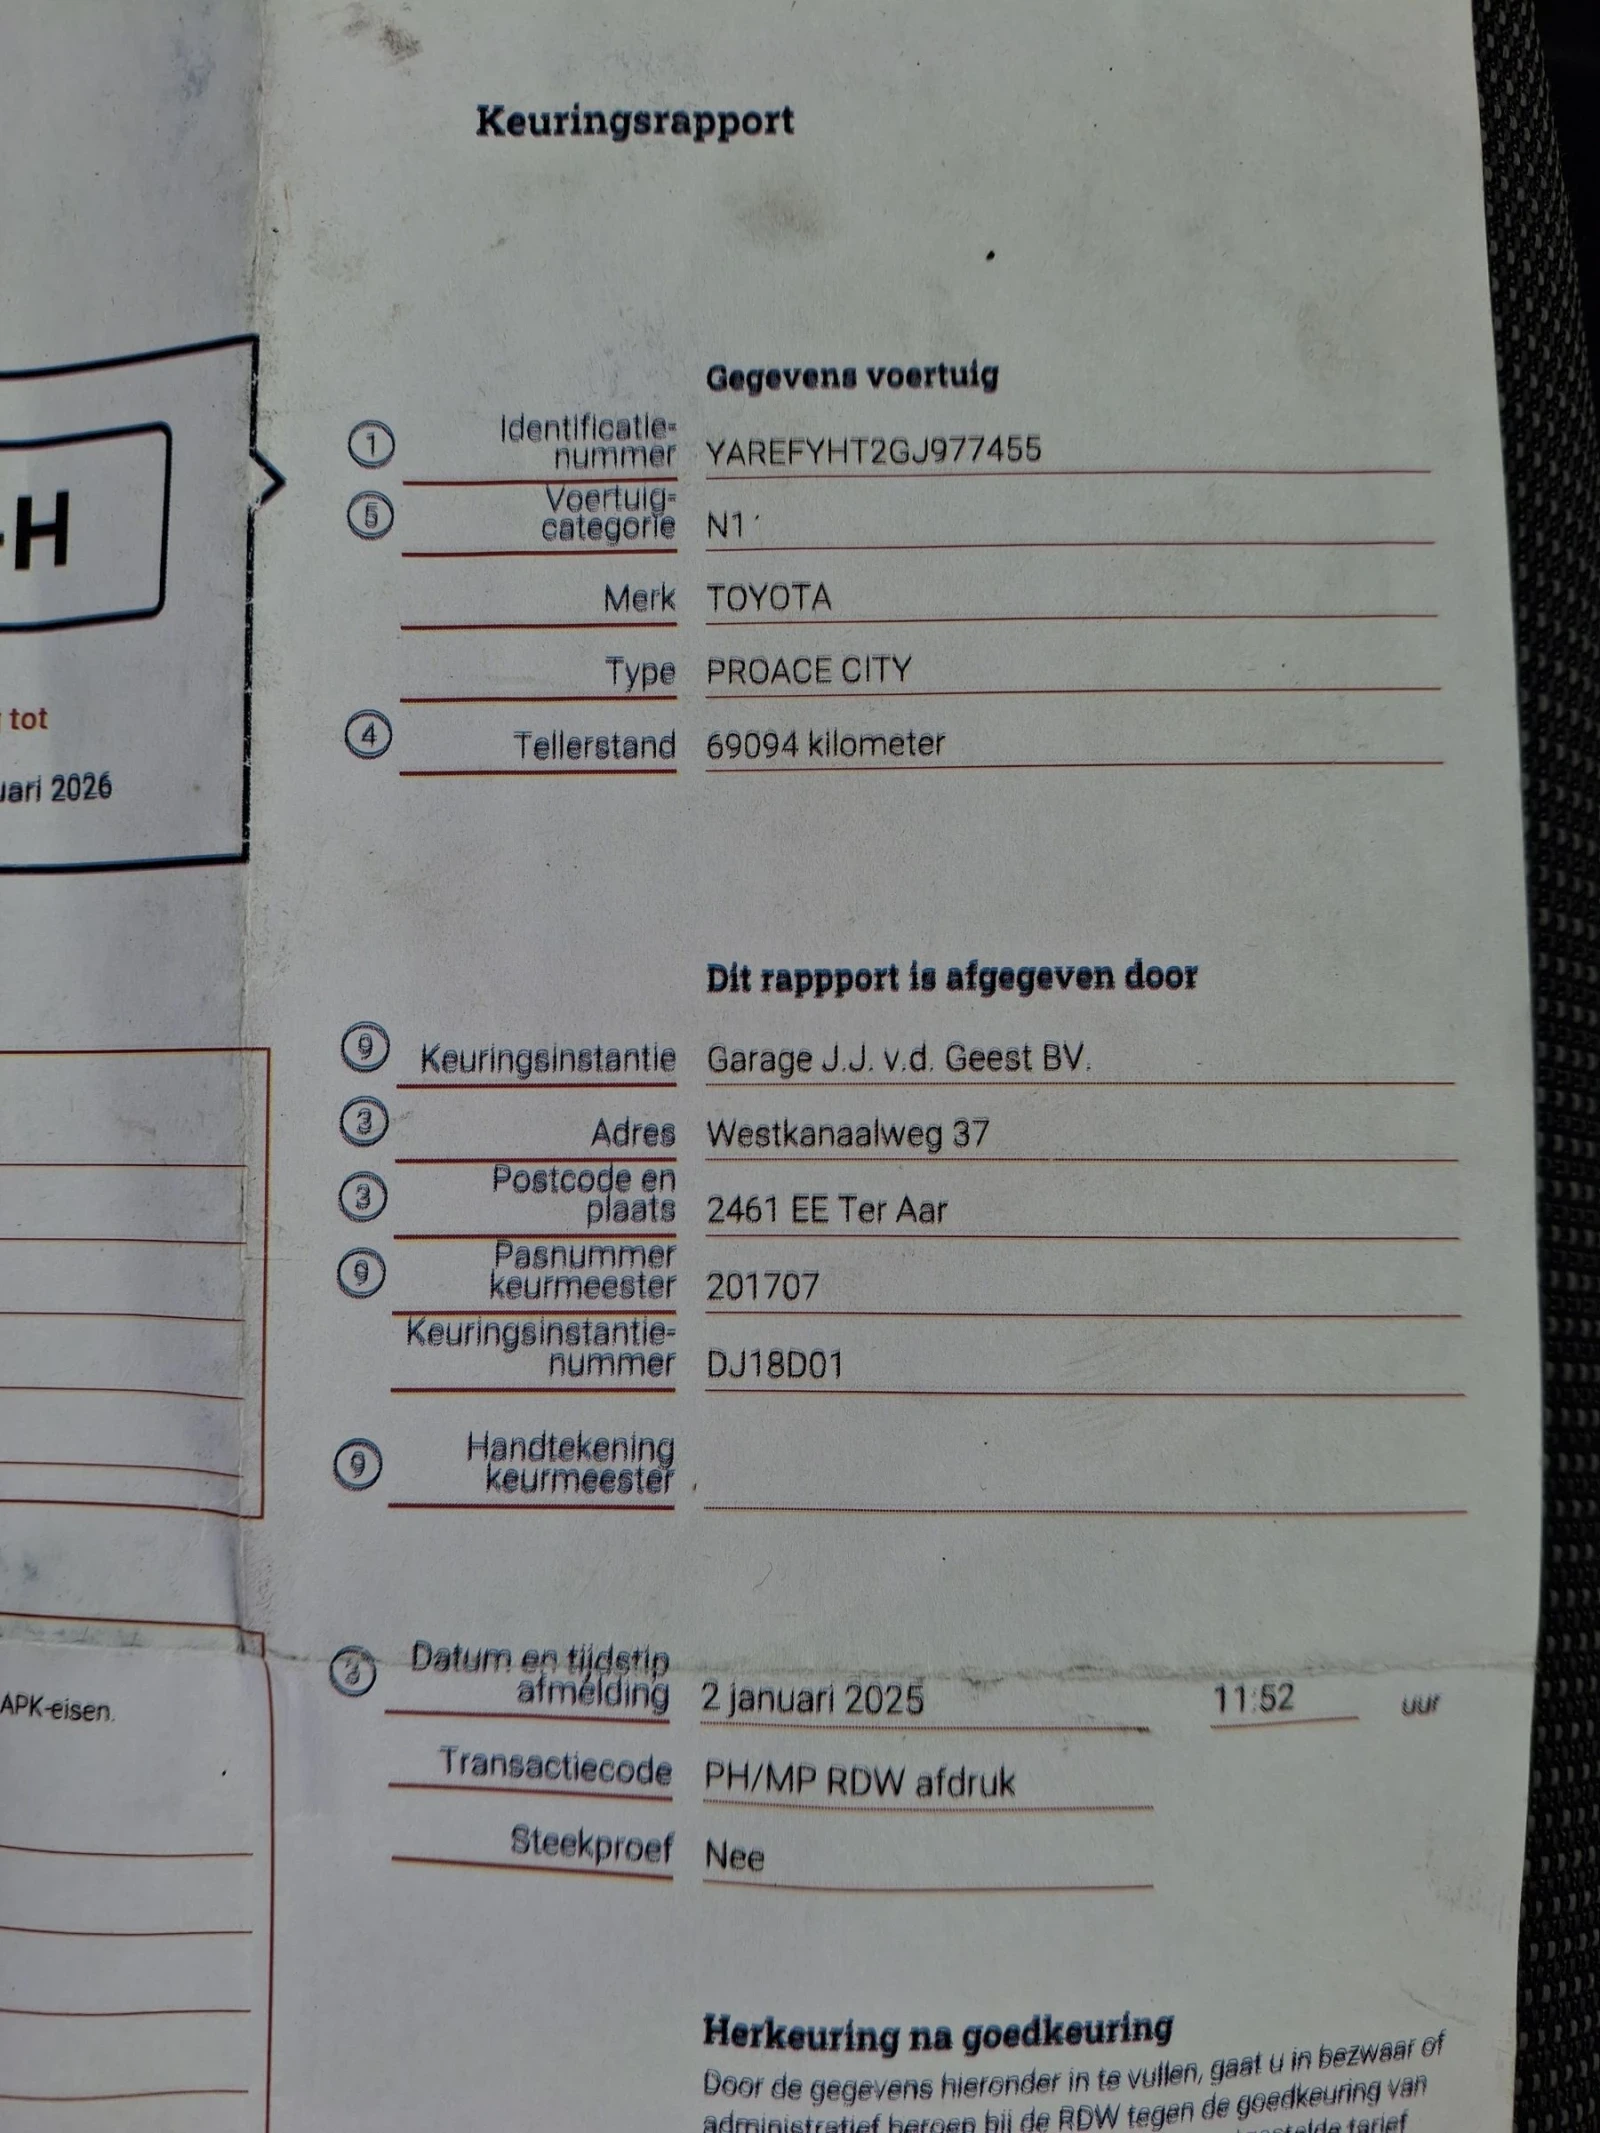 Keuringsrapport
Gegevens voertuig
1 Identificatie-
nummer YAREFYHT2GJ977455
5 Voertuig-
categorie N1
-H
Merk TOYOTA
Type PROACE CITY
tot
4 Tellerstand 69094 kilometer
uari 2026
Dit rappport is afgegeven door
9 Keuringsinstantie Garage J.J. v.d. Geest BV.
3 Adres Westkanaalweg 37
3 Postcode en
plaats 2461 EE Ter Aar
9 Pasnummer
keurmeester 201707
Keuringsinstantie-
nummer DJ18D01
9 Handtekening
keurmeester
Datum en tijdstip
afmelding 2 januari 2025 11:52 uur
APK-eisen.
Transactiecode PH/MP RDW afdruk
Steekproef Nee
Herkeuring na goedkeuring
Door de gegevens hieronder in te vullen, gaat u in bezwaar of
administratief beroep bij de RDW tegen de goedkeuring van
tarief